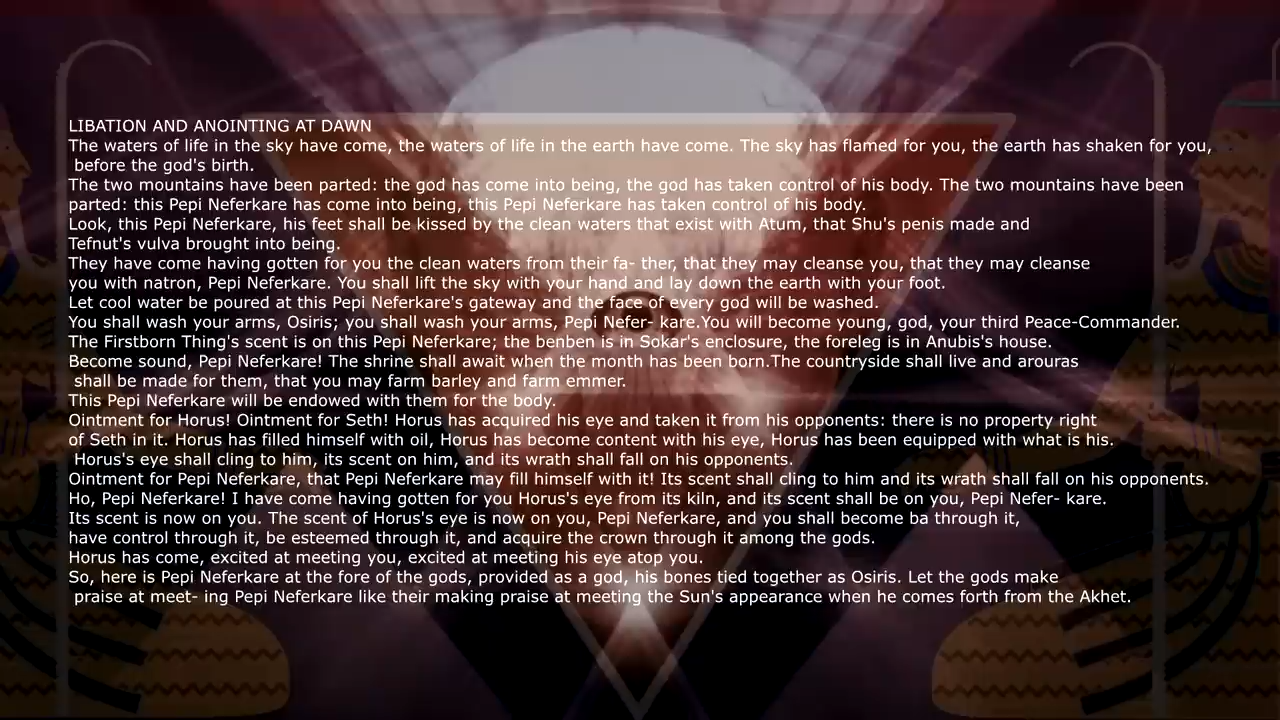 LIBATION AND ANOINTING AT DAWN
The waters of life in the sky have come, the waters of life in the earth have come. The sky has flamed for you, the earth has shaken for you,
before the god's birth.
The two mountains have been parted: the god has come into being, the god has taken control of his body. The two mountains have been
parted: this Pepi Neferkare has come into being, this Pepi Neferkare has taken control of his body.
Look, this Pepi Neferkare, his feet shall be kissed by the clean waters that exist with Atum, that Shu's penis made and
Tefnut's vulva brought into being.
They have come having gotten for you the clean waters from their fa- ther, that they may cleanse you, that they may cleanse
you with natron, Pepi Neferkare. You shall lift the sky with your hand and lay down the earth with your foot.
Let cool water be poured at this Pepi Neferkare's gateway and the face of every god will be washed.
You shall wash your arms, Osiris; you shall wash your arms, Pepi Nefer- kare.You will become young, god, your third Peace-Commander.
The Firstborn Thing's scent is on this Pepi Neferkare; the benben is in Sokar's enclosure, the foreleg is in Anubis's house.
Become sound, Pepi Neferkare! The shrine shall await when the month has been born.The countryside shall live and arouras
shall be made for them, that you may farm barley and farm emmer.
This Pepi Neferkare will be endowed with them for the body.
Ointment for Horus! Ointment for Seth! Horus has acquired his eye and taken it from his opponents: there is no property right
of Seth in it. Horus has filled himself with oil, Horus has become content with his eye, Horus has been equipped with what is his.
Horus's eye shall cling to him, its scent on him, and its wrath shall fall on his opponents.
Ointment for Pepi Neferkare, that Pepi Neferkare may fill himself with it! Its scent shall cling to him and its wrath shall fall on his opponents.
Ho, Pepi Neferkare! I have come having gotten for you Horus's eye from its kiln, and its scent shall be on you, Pepi Nefer- kare.
Its scent is now on you. The scent of Horus's eye is now on you, Pepi Neferkare, and you shall become ba through it,
have control through it, be esteemed through it, and acquire the crown through it among the gods.
Horus has come, excited at meeting you, excited at meeting his eye atop you.
So, here is Pepi Neferkare at the fore of the gods, provided as a god, his bones tied together as Osiris. Let the gods make
praise at meet- ing Pepi Neferkare like their making praise at meeting the Sun's appearance when he comes forth from the Akhet.